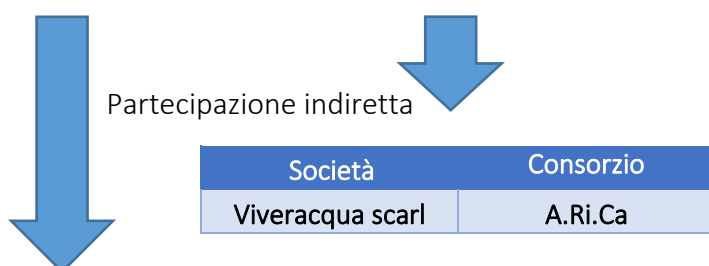 Partecipazione indiretta
Società Consorzio
Viveracqua scarl A.Ri.Ca